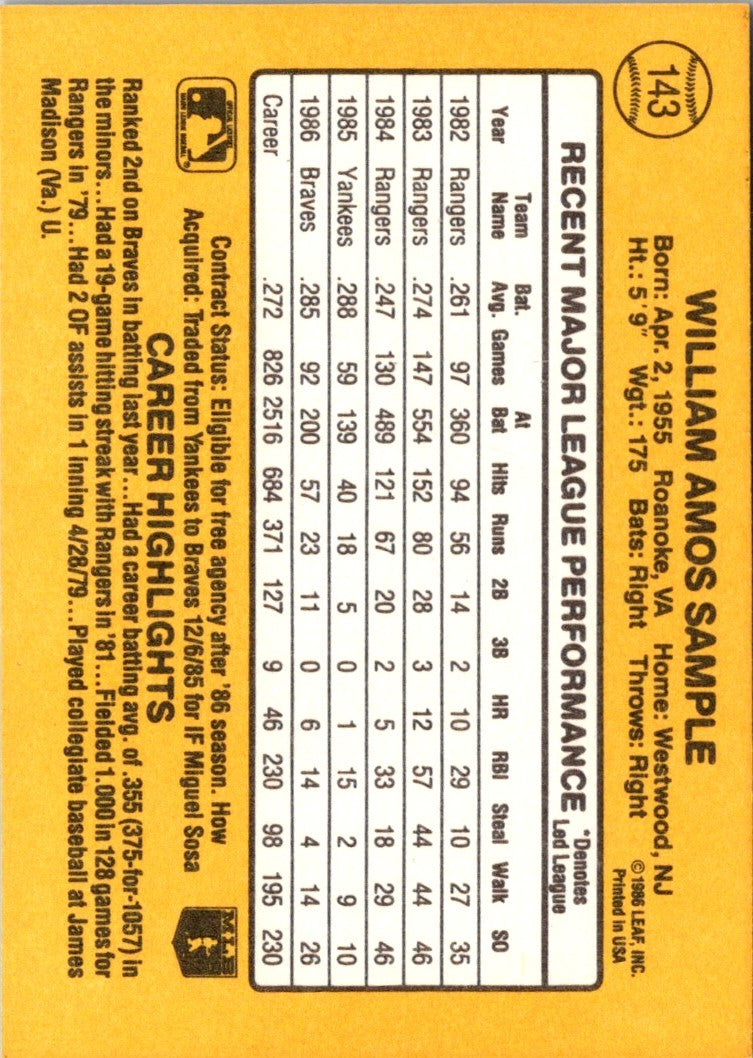 143
WILLIAM AMOS SAMPLE
Born: Apr. 2, 1955 Roanoke, VA Home: Westwood, NJ
Ht.: 5' 9" Wgt.: 175 Bats: Right Throws: Right
©1986 LEAF, INC.
Printed in USA
RECENT MAJOR LEAGUE PERFORMANCE *Denotes Led League
Year Team Name Bat. Avg. Games At Bat Hits Runs 2B 3B HR RBI Steal Walk SO
1982 Rangers .261 97 360 94 56 14 2 10 29 10 27 35
1983 Rangers .274 147 554 152 80 28 3 12 57 44 44 46
1984 Rangers .247 130 489 121 67 20 2 5 33 18 29 46
1985 Yankees .288 59 139 40 18 5 0 1 15 2 9 10
1986 Braves .285 92 200 57 23 11 0 6 14 4 14 26
Career .272 826 2516 684 371 127 9 46 230 98 195 230
Contract Status: Eligible for free agency after '86 season. How
Acquired: Traded from Yankees to Braves 12/6/85 for IF Miguel Sosa
MLB
CAREER HIGHLIGHTS
Ranked 2nd on Braves in batting last year...Had a career batting avg. of .355 (375-for-1057) in
the minors...Had a 19-game hitting streak with Rangers in '81...Fielded 1.000 in 128 games for
Rangers in '79...Had 2 OF assists in 1 inning 4/28/79...Played collegiate baseball at James
Madison (Va.) U.